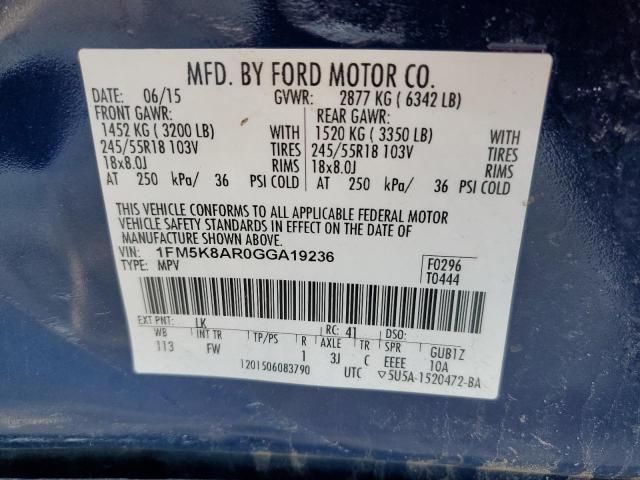 MFD. BY FORD MOTOR CO.
DATE: 06/15 GVWR: 2877 KG ( 6342 LB)
FRONT GAWR: REAR GAWR:
1452 KG ( 3200 LB) WITH 1520 KG ( 3350 LB) WITH
245/55R18 103V TIRES 245/55R18 103V TIRES
18x8.0J RIMS 18x8.0J RIMS
AT 250 kPa/ 36 PSI COLD AT 250 kPa/ 36 PSI COLD
THIS VEHICLE CONFORMS TO ALL APPLICABLE FEDERAL MOTOR
VEHICLE SAFETY STANDARDS IN EFFECT ON THE DATE OF
MANUFACTURE SHOWN ABOVE.
VIN: 1FM5K8AR0GGA19236 F0296
TYPE: MPV T0444
EXT PNT: LK RC: 41 DSO:
WB INT TR TP/PS R AXLE TR SPR GUB1Z
113 FW 1 3J C EEEE 10A
1201506083790 UTC ▽5U5A-1520472-BA